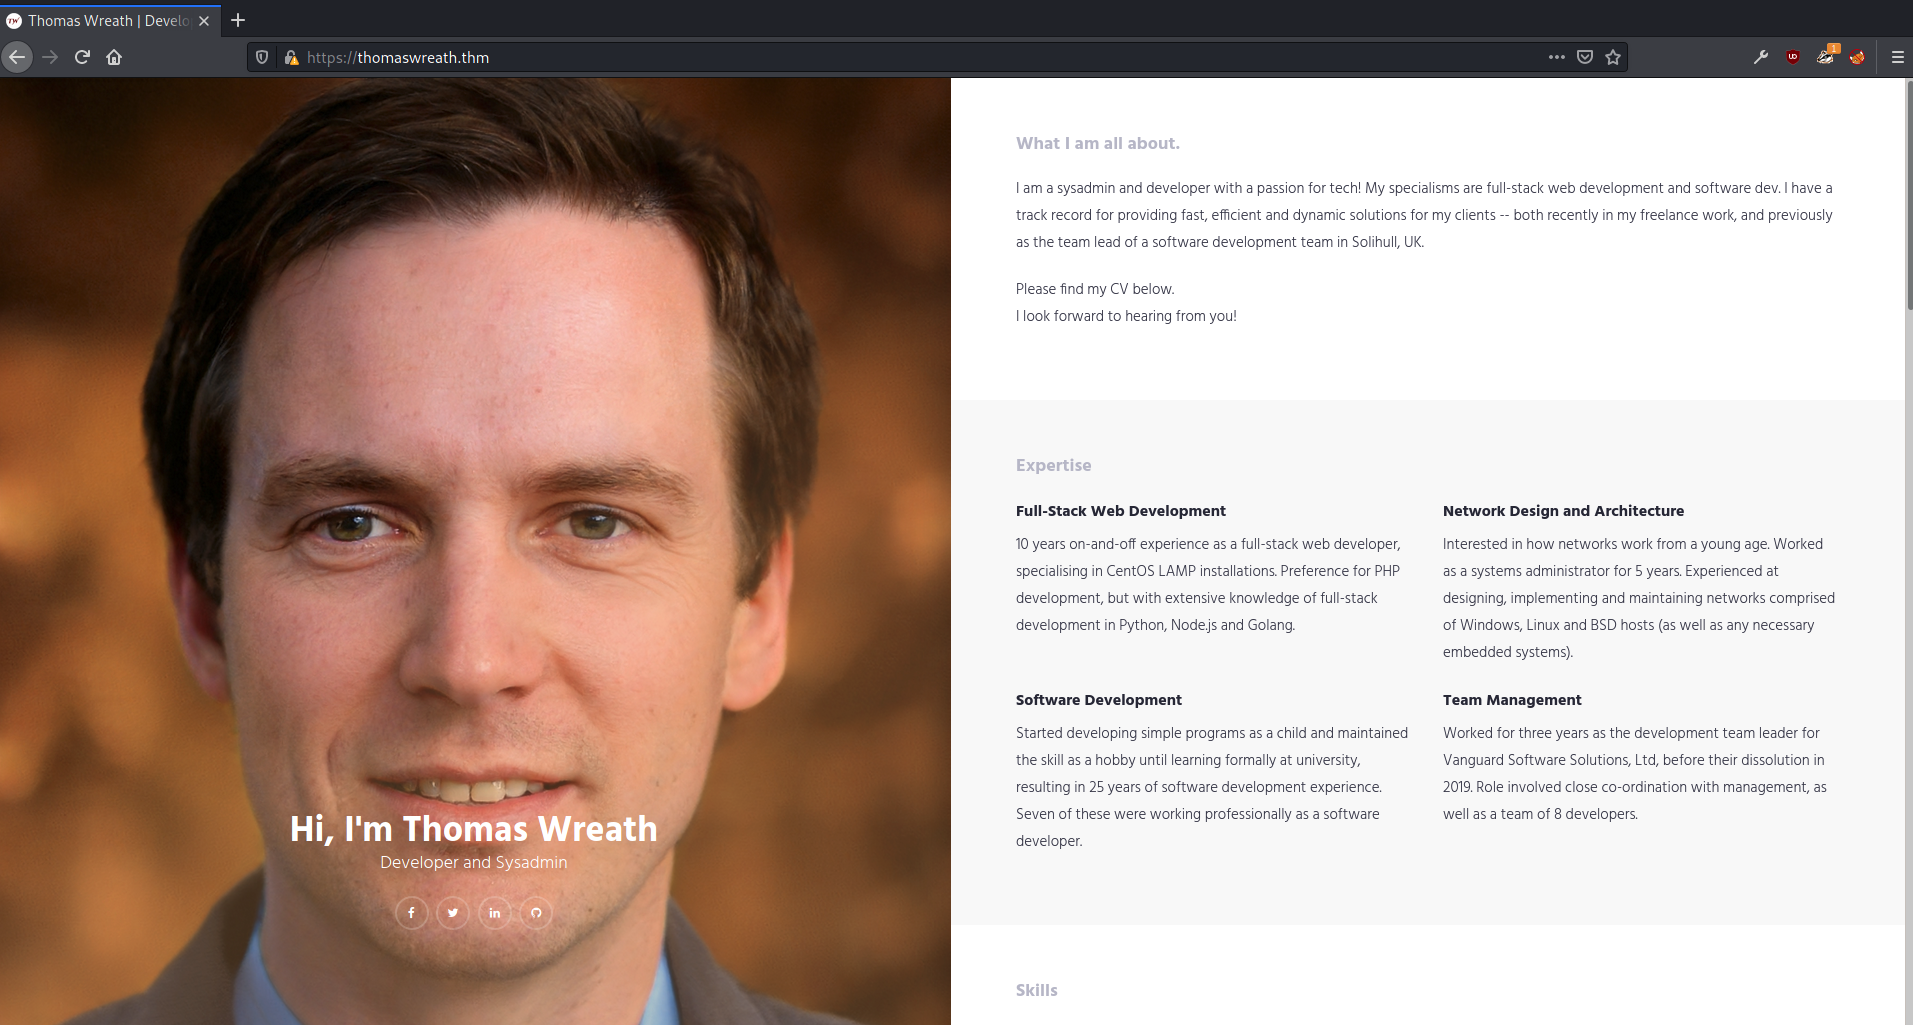 TW Thomas Wreath | Develo
https://thomaswreath.thm
1
Hi, I'm Thomas Wreath
Developer and Sysadmin
What I am all about.
I am a sysadmin and developer with a passion for tech! My specialisms are full-stack web development and software dev. I have a
track record for providing fast, efficient and dynamic solutions for my clients -- both recently in my freelance work, and previously
as the team lead of a software development team in Solihull, UK.
Please find my CV below.
I look forward to hearing from you!
Expertise
Full-Stack Web Development
10 years on-and-off experience as a full-stack web developer,
specialising in CentOS LAMP installations. Preference for PHP
development, but with extensive knowledge of full-stack
development in Python, Node.js and Golang.
Network Design and Architecture
Interested in how networks work from a young age. Worked
as a systems administrator for 5 years. Experienced at
designing, implementing and maintaining networks comprised
of Windows, Linux and BSD hosts (as well as any necessary
embedded systems).
Software Development
Started developing simple programs as a child and maintained
the skill as a hobby until learning formally at university,
resulting in 25 years of software development experience.
Seven of these were working professionally as a software
developer.
Team Management
Worked for three years as the development team leader for
Vanguard Software Solutions, Ltd, before their dissolution in
2019. Role involved close co-ordination with management, as
well as a team of 8 developers.
Skills